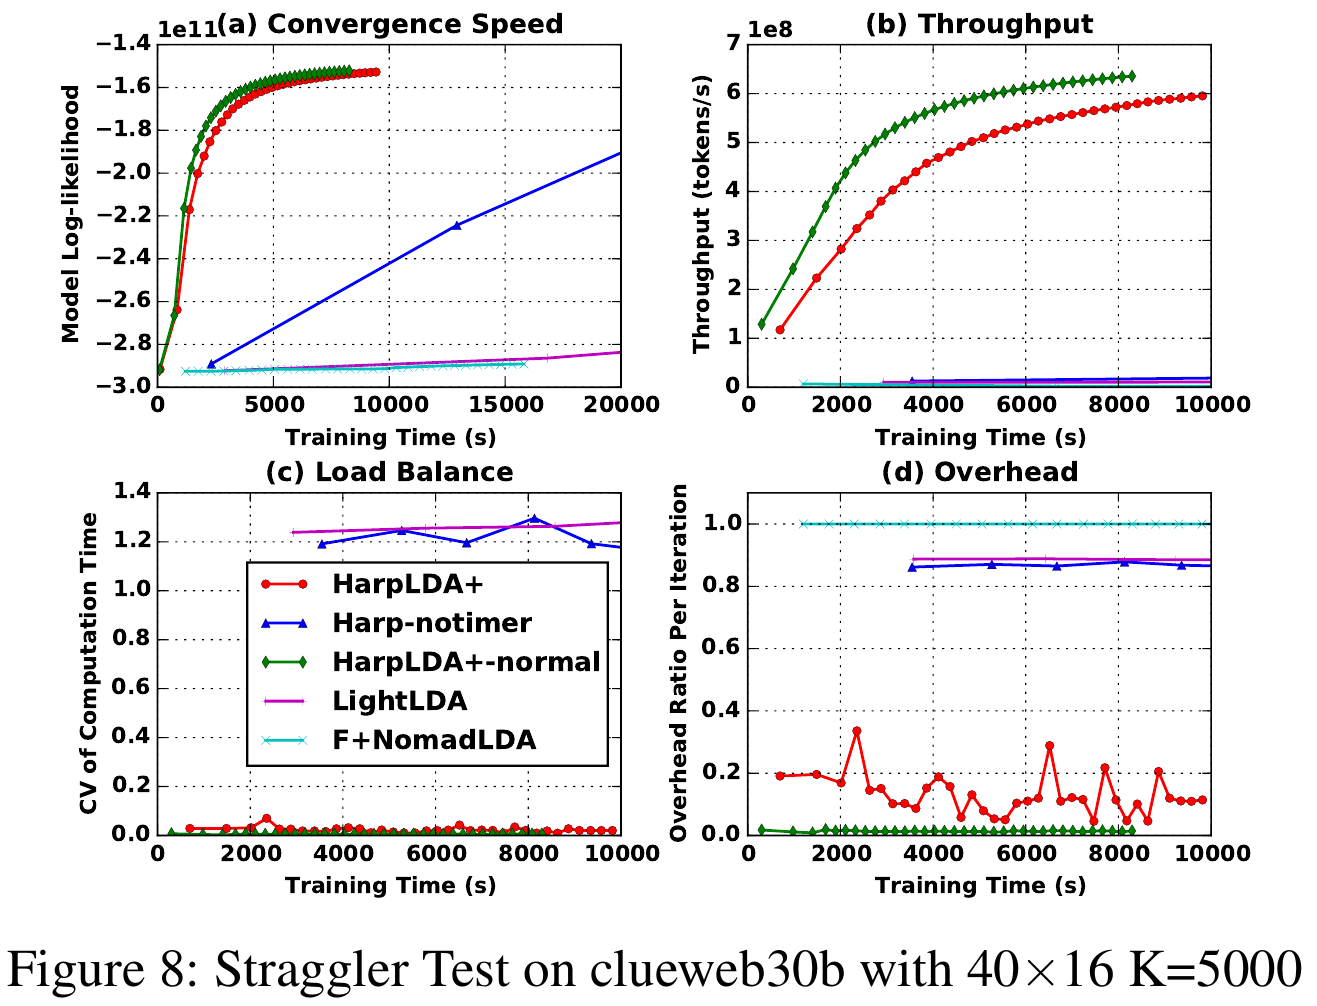 1e11
(a) Convergence Speed
Model Log-likelihood
−1.4
−1.6
−1.8
−2.0
−2.2
−2.4
−2.6
−2.8
−3.0
0 5000 10000 15000 20000
Training Time (s)
1e8
(b) Throughput
Throughput (tokens/s)
7
6
5
4
3
2
1
0
0 2000 4000 6000 8000 10000
Training Time (s)
(c) Load Balance
CV of Computation Time
1.4
1.2
1.0
0.8
0.6
0.4
0.2
0.0
HarpLDA+
Harp-notimer
HarpLDA+-normal
LightLDA
F+NomadLDA
0 2000 4000 6000 8000 10000
Training Time (s)
(d) Overhead
Overhead Ratio Per Iteration
1.0
0.8
0.6
0.4
0.2
0.0
0 2000 4000 6000 8000 10000
Training Time (s)
Figure 8: Straggler Test on clueweb30b with 40×16 K=5000